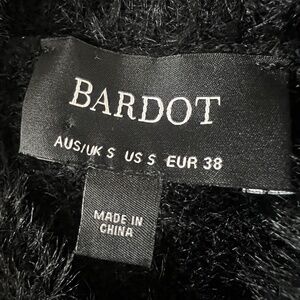 BARDOT
AUS/UK S US S EUR 38
MADE IN
CHINA